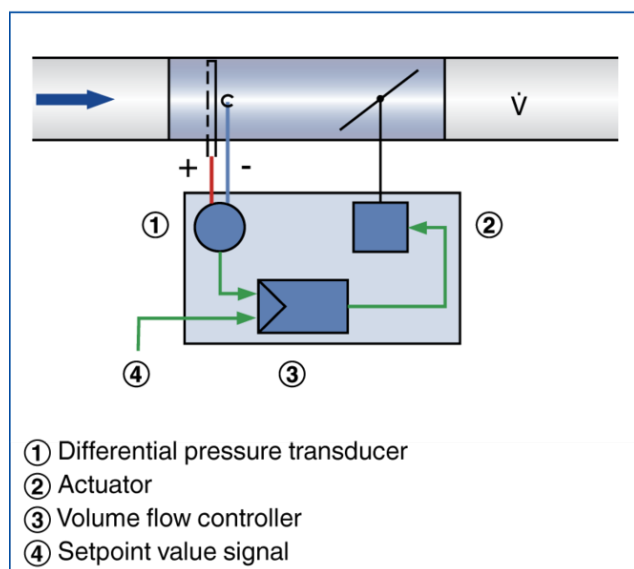 V̇
+ -
①
②
④
③
① Differential pressure transducer
② Actuator
③ Volume flow controller
④ Setpoint value signal